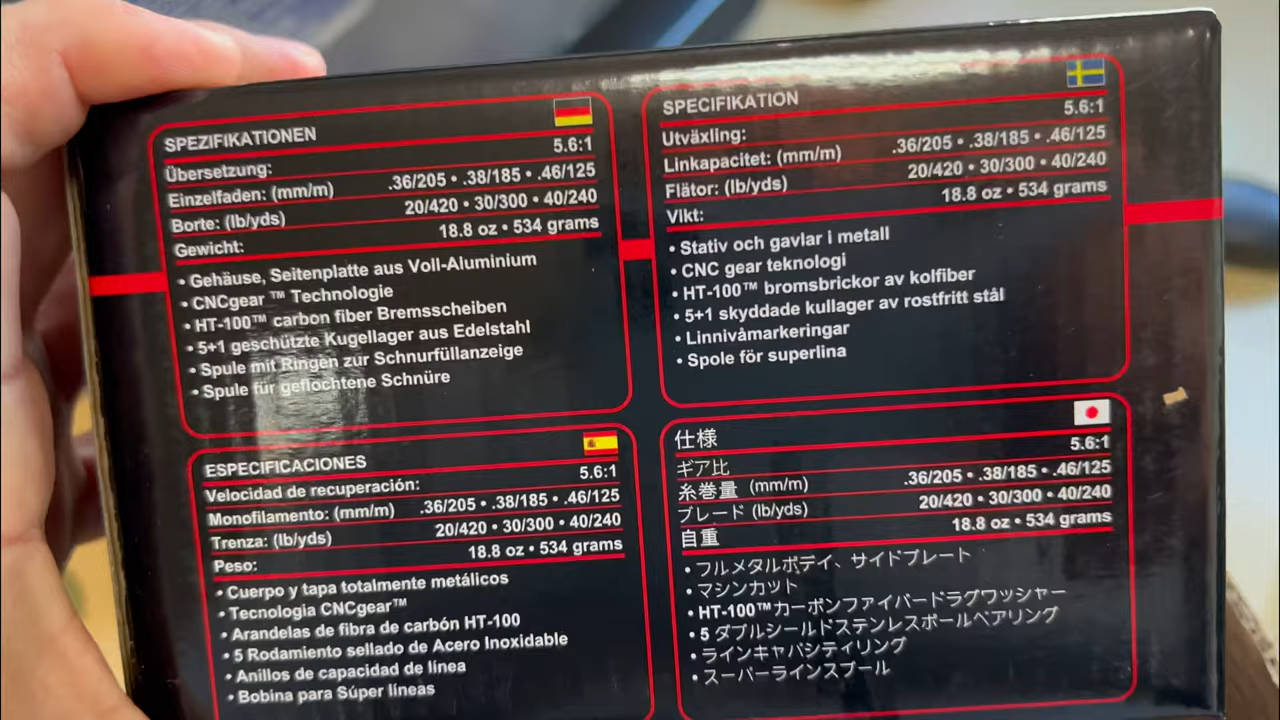 SPEZIFIKATIONEN
Übersetzung: 5.6:1
Einzelfaden: (mm/m) .36/205 • .38/185 • .46/125
Borte: (lb/yds) 20/420 • 30/300 • 40/240
Gewicht: 18.8 oz • 534 grams
• Gehäuse, Seitenplatte aus Voll-Aluminium
• CNCgear ™ Technologie
• HT-100™ carbon fiber Bremsscheiben
• 5+1 geschützte Kugellager aus Edelstahl
• Spule mit Ringen zur Schnurfüllanzeige
• Spule für geflochtene Schnüre
SPECIFIKATION
Utväxling: 5.6:1
Linkapacitet: (mm/m) .36/205 • .38/185 • .46/125
Flätor: (lb/yds) 20/420 • 30/300 • 40/240
Vikt: 18.8 oz • 534 grams
• Stativ och gavlar i metall
• CNC gear teknologi
• HT-100™ bromsbrickor av kolfiber
• 5+1 skyddade kullager av rostfritt stål
• Linnivåmarkeringar
• Spole för superlina
ESPECIFICACIONES
Velocidad de recuperación: 5.6:1
Monofilamento: (mm/m) .36/205 • .38/185 • .46/125
Trenza: (lb/yds) 20/420 • 30/300 • 40/240
Peso: 18.8 oz • 534 grams
• Cuerpo y tapa totalmente metálicos
• Tecnologia CNCgear™
• Arandelas de fibra de carbón HT-100
• 5 Rodamiento sellado de Acero Inoxidable
• Anillos de capacidad de línea
• Bobina para Súper líneas
仕様
ギア比 5.6:1
糸巻量 (mm/m) .36/205 • .38/185 • .46/125
ブレード (lb/yds) 20/420 • 30/300 • 40/240
自重 18.8 oz • 534 grams
• フルメタルボディ、サイドプレート
• マシンカット
• HT-100™カーボンファイバードラグワッシャー
• 5 ダブルシールドステンレスボールベアリング
• ラインキャパシティリング
• スーパーラインスプール